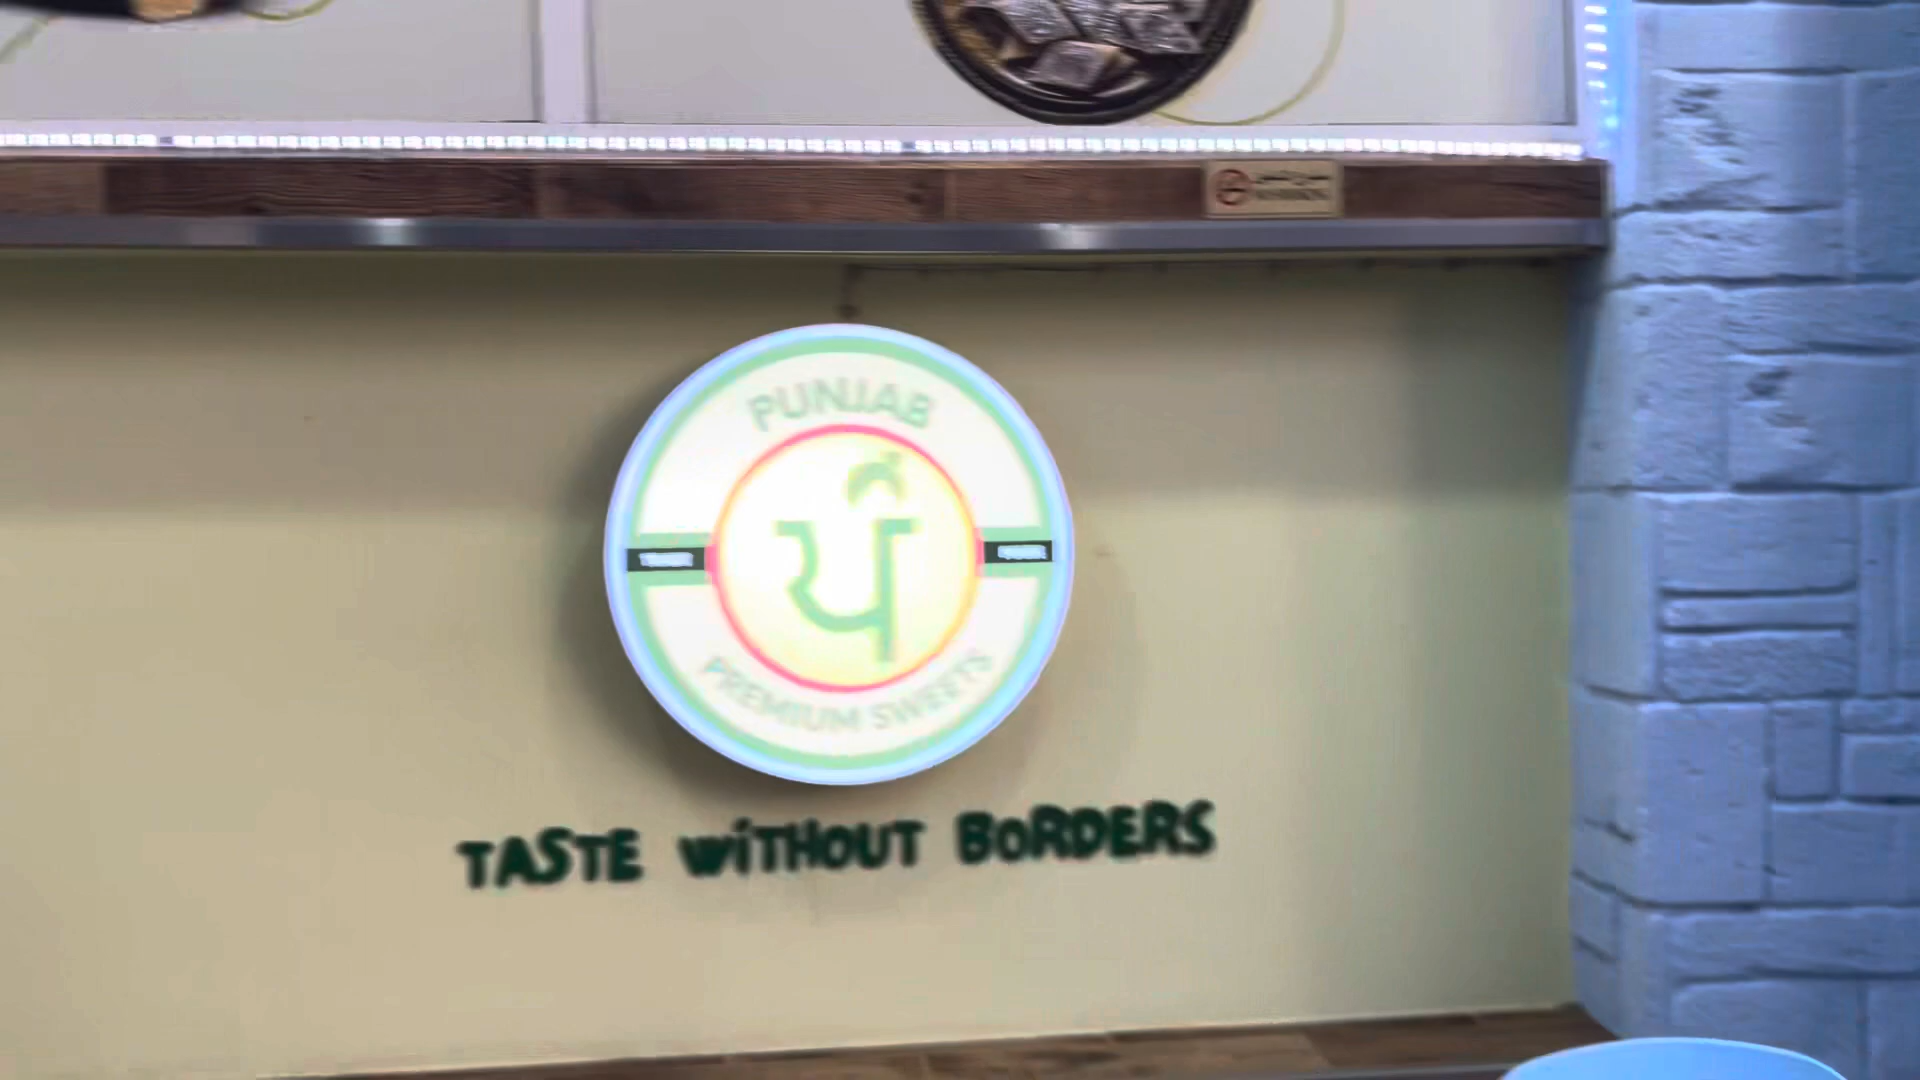 PUNJAB
ਪੰ
PREMIUM SWEETS
TASTE WITHOUT BORDERS